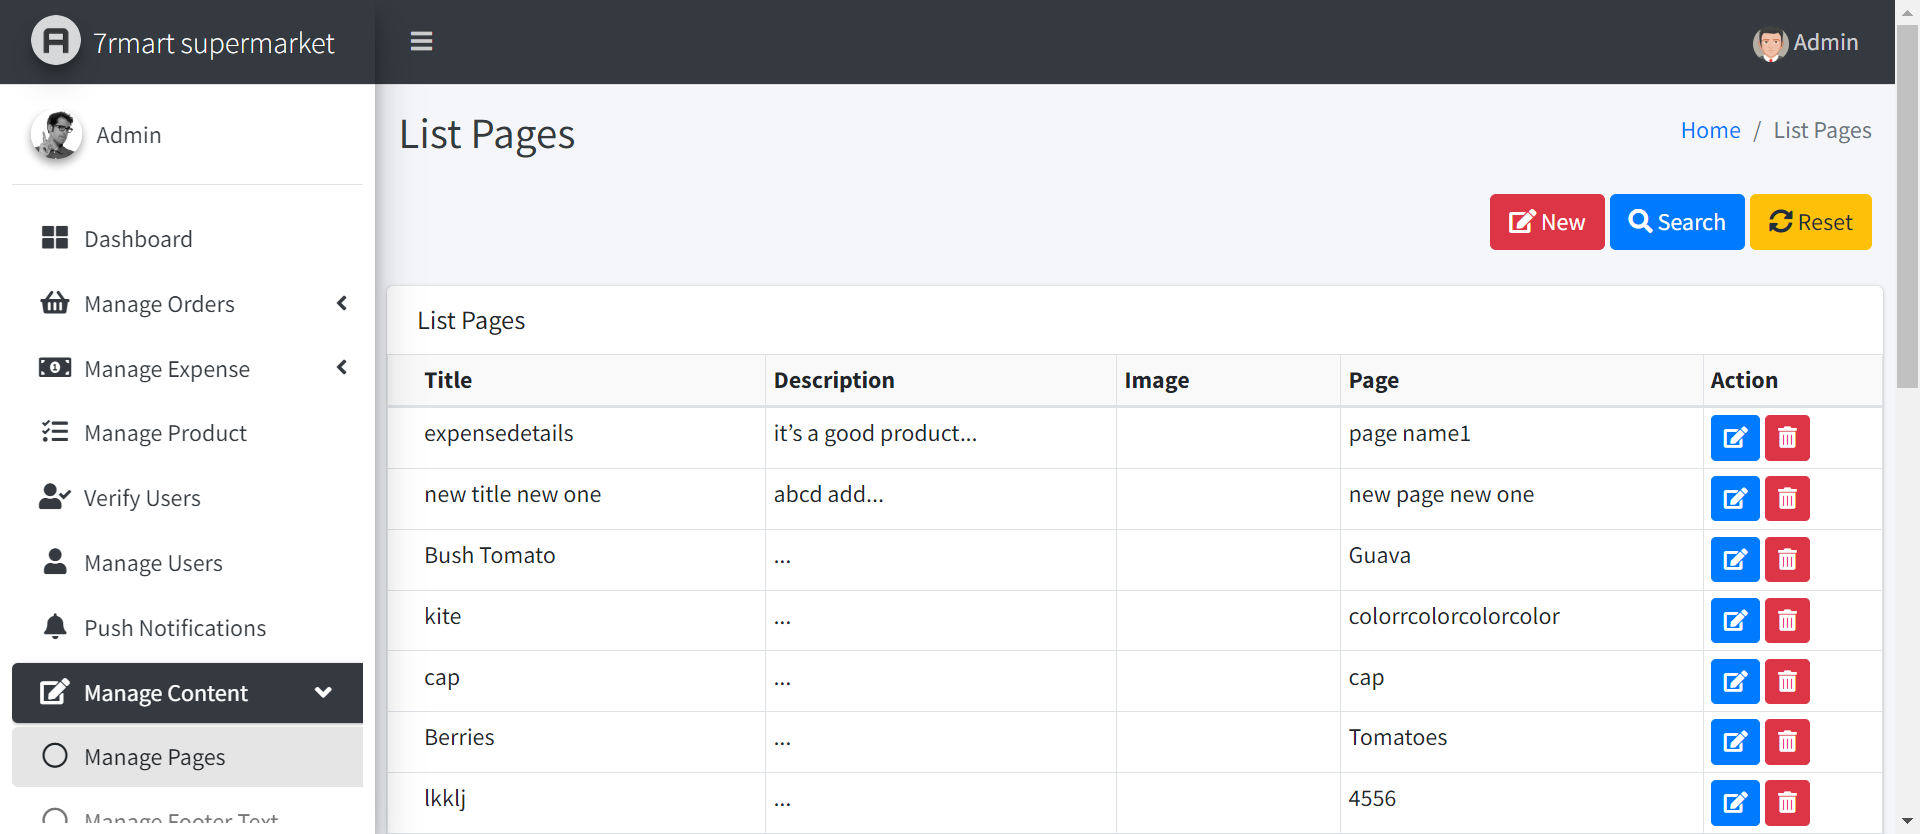 7rmart supermarket
Admin
Admin
List Pages
Home / List Pages
New
Search
Reset
Dashboard
Manage Orders
Manage Expense
Manage Product
Verify Users
Manage Users
Push Notifications
Manage Content
Manage Pages
Manage Footer Text
List Pages
Title Description Image Page Action
expensedetails it’s a good product... page name1
new title new one abcd add... new page new one
Bush Tomato ... Guava
kite ... colorrcolorcolorcolor
cap ... cap
Berries ... Tomatoes
lkklj ... 4556